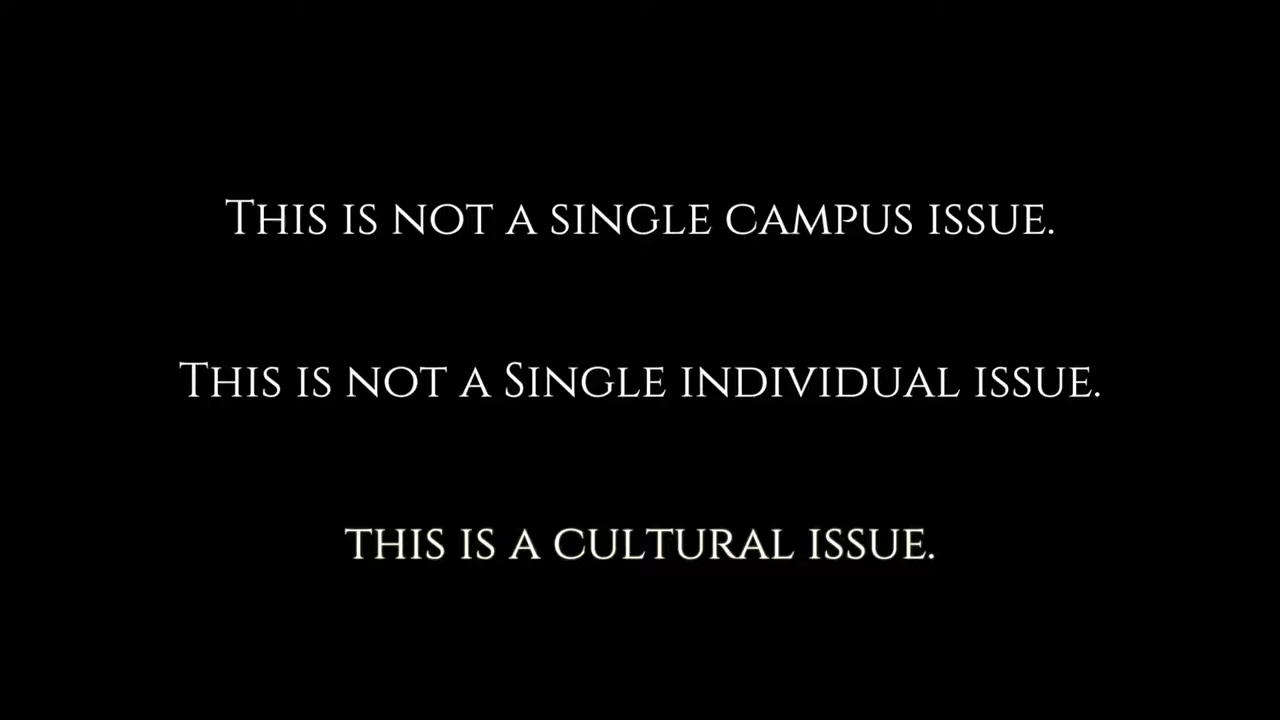 This is not a single campus issue.
This is not a Single individual issue.
this is a cultural issue.